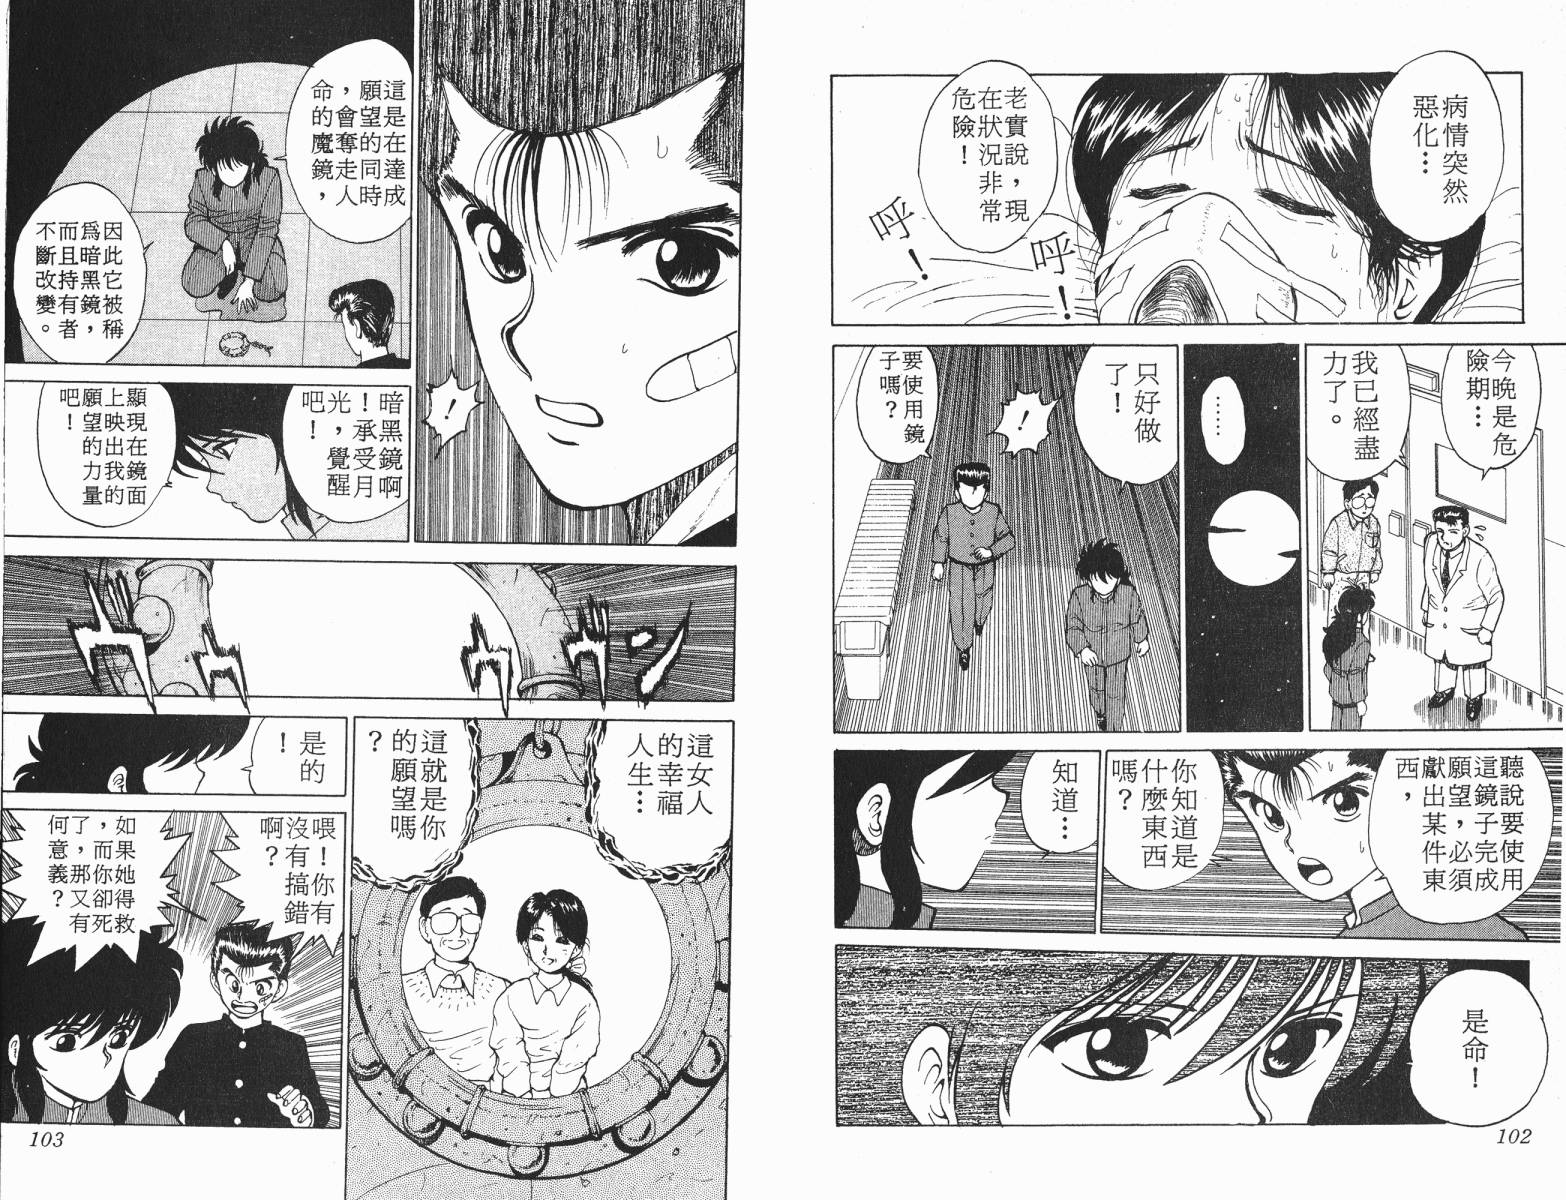 病情突然
惡化…
老實說，現
在狀況非常
危險！
呼！
呼！
今晚是危
險期…
我已經盡
力了。
……
只好做
了！
！
要使用鏡
子嗎？
聽說要使用
這鏡子完成
願望，必須
獻出某件東
西，
你知道是
什麼東西
嗎？
知道…
是命！
102
！
這是在達成
願望的同時
，會奪走人
命的魔鏡，
因此它被稱
為暗黑鏡，
而且持有者
不斷改變。
暗黑鏡啊
！承受月
光，覺醒
吧！
顯現在鏡面
上映出我的
願望的力量
吧！
這女人
的幸福
人生…
這就是你
的願望嗎
？
是的
！
喂！你有
沒有搞錯
啊？
如果她得救
，而你卻死
了，那又有
何意義？
103